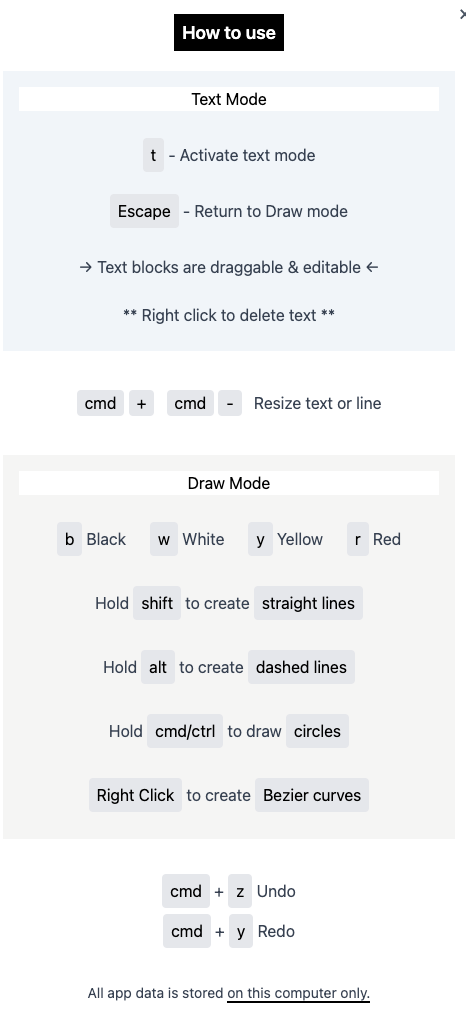 How to use
Text Mode
t - Activate text mode
Escape - Return to Draw mode
→ Text blocks are draggable & editable ←
** Right click to delete text **
cmd + cmd - Resize text or line
Draw Mode
b Black w White y Yellow r Red
Hold shift to create straight lines
Hold alt to create dashed lines
Hold cmd/ctrl to draw circles
Right Click to create Bezier curves
cmd + z Undo
cmd + y Redo
All app data is stored on this computer only.